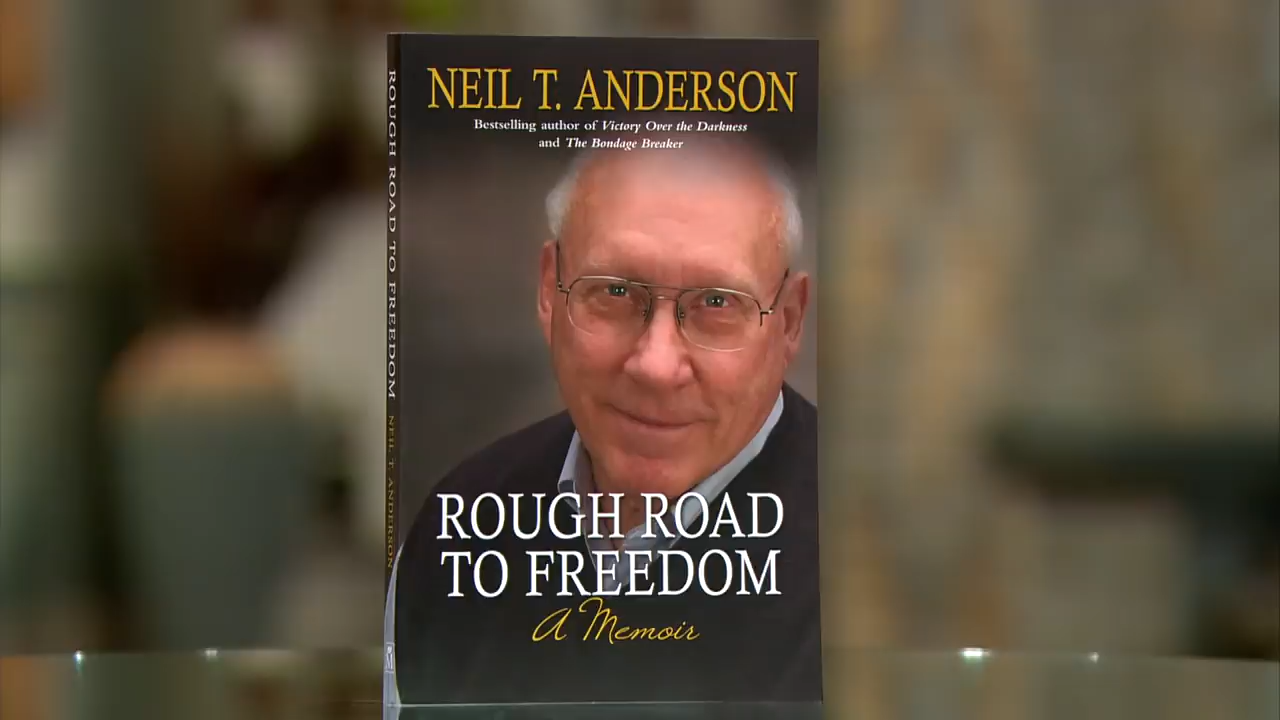 NEIL T. ANDERSON
Bestselling author of Victory Over the Darkness
and The Bondage Breaker
ROUGH ROAD
TO FREEDOM
A Memoir
ROUGH ROAD TO FREEDOM NEIL T. ANDERSON